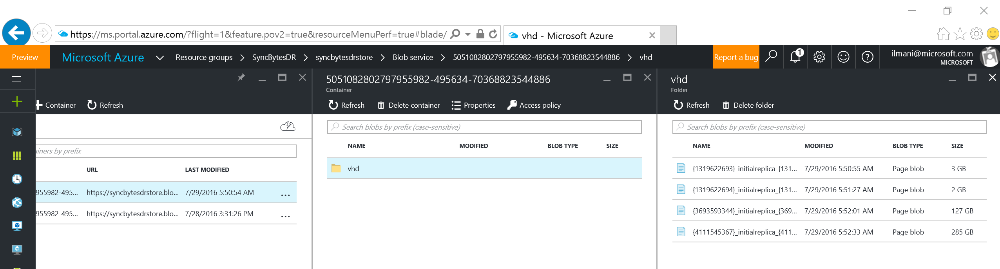 https://ms.portal.azure.com/?flight=1&feature.pov2=true&resourceMenuPerf=true#blade/
vhd - Microsoft Azure
Preview
Microsoft Azure
Resource groups
SyncBytesDR
syncbytesdrstore
Blob service
5051082802797955982-495634-70368823544886
vhd
Report a bug
1
ilmani@microsoft.com
MICROSOFT
Container
Refresh
ainers by prefix
URL
LAST MODIFIED
955982-495...
https://syncbytesdrstore.blo...
7/29/2016 5:50:54 AM
...
955982-495...
https://syncbytesdrstore.blo...
7/28/2016 3:31:26 PM
...
5051082802797955982-495634-70368823544886
Container
Refresh
Delete container
Properties
Access policy
Search blobs by prefix (case-sensitive)
NAME
MODIFIED
BLOB TYPE
SIZE
vhd
-
vhd
Folder
Refresh
Delete folder
Search blobs by prefix (case-sensitive)
NAME
MODIFIED
BLOB TYPE
SIZE
{1319622693}_initialreplica_{131...
7/29/2016 5:50:55 AM
Page blob
3 GB
{1319622694}_initialreplica_{131...
7/29/2016 5:51:27 AM
Page blob
2 GB
{3693593344}_initialreplica_{369...
7/29/2016 5:52:01 AM
Page blob
127 GB
{4111545367}_initialreplica_{411...
7/29/2016 5:52:33 AM
Page blob
285 GB